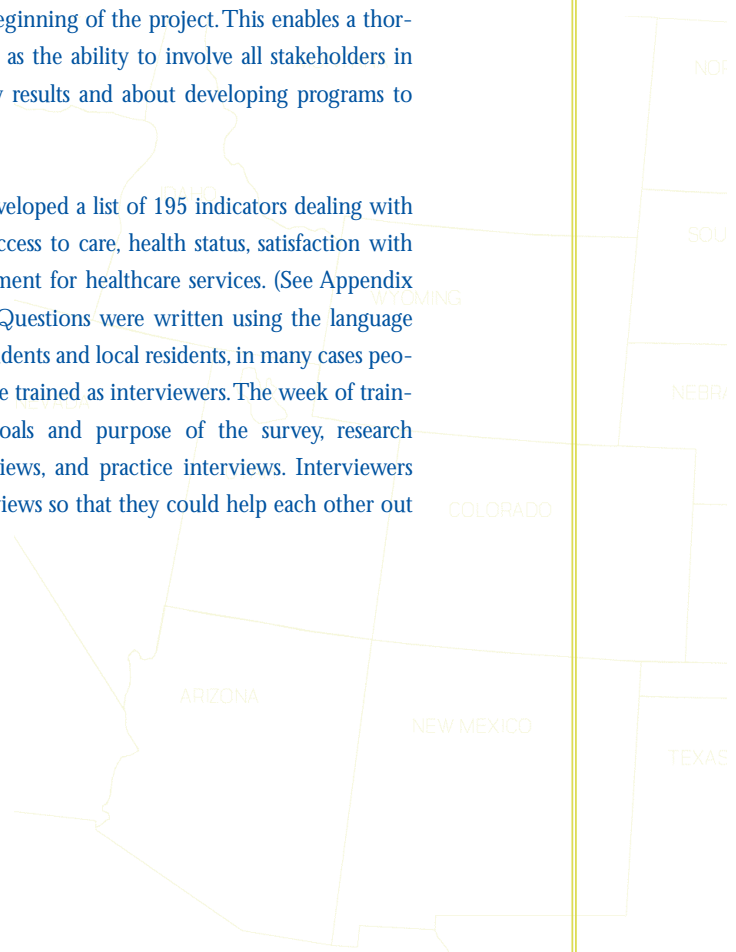 eginning of the project. This enables a thor-
as the ability to involve all stakeholders in
results and about developing programs to
veloped a list of 195 indicators dealing with
ccess to care, health status, satisfaction with
ment for healthcare services. (See Appendix
Questions were written using the language
dents and local residents, in many cases peo-
e trained as interviewers. The week of train-
oals and purpose of the survey, research
iews, and practice interviews. Interviewers
views so that they could help each other out
NOR
IDAHO
SOU
WYOMING
NEBRA
COLORADO
ARIZONA
NEW MEXICO
TEXAS